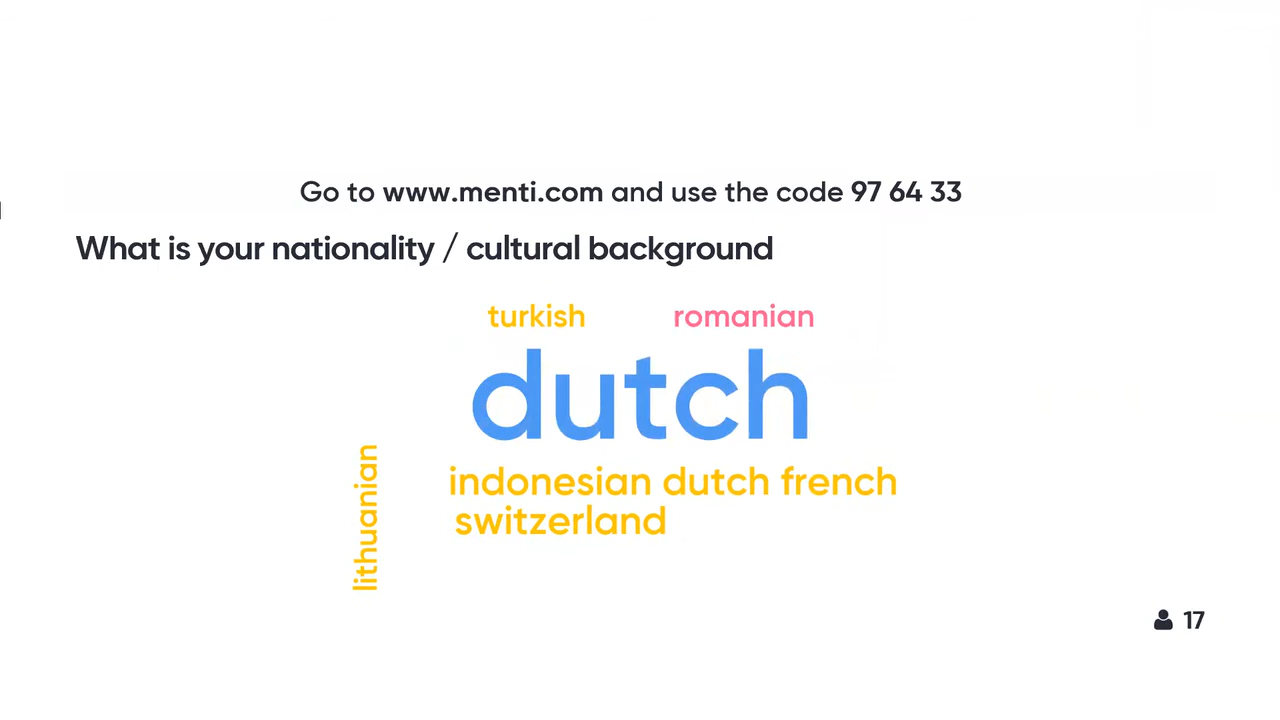 Go to www.menti.com and use the code 97 64 33
What is your nationality / cultural background
turkish
romanian
dutch
lithuanian
indonesian dutch french
switzerland
17